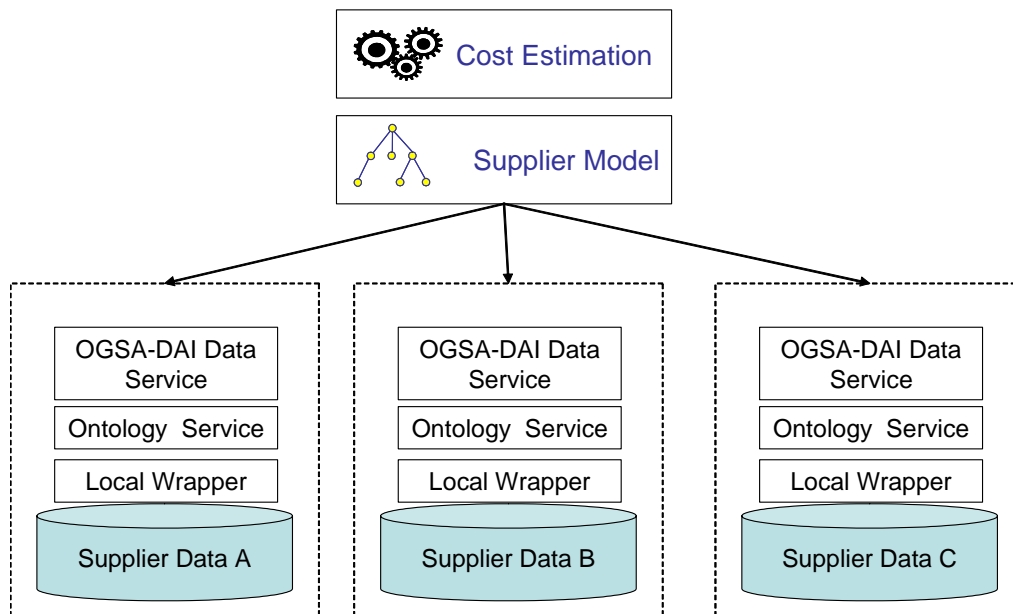 Cost Estimation
Supplier Model
OGSA-DAI Data
Service
Ontology Service
Local Wrapper
Supplier Data A
OGSA-DAI Data
Service
Ontology Service
Local Wrapper
Supplier Data B
OGSA-DAI Data
Service
Ontology Service
Local Wrapper
Supplier Data C